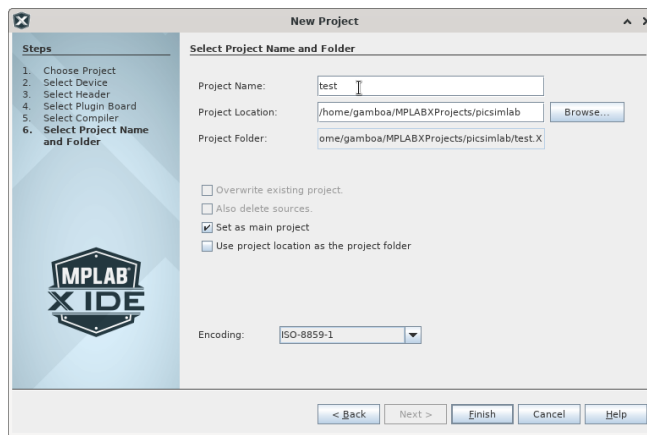 New Project
Steps
1. Choose Project
2. Select Device
3. Select Header
4. Select Plugin Board
5. Select Compiler
6. Select Project Name
and Folder
MPLAB
X IDE
Select Project Name and Folder
Project Name: test
Project Location: /home/gamboa/MPLABXProjects/picsimlab Browse...
Project Folder: ome/gamboa/MPLABXProjects/picsimlab/test.X
Overwrite existing project.
Also delete sources.
Set as main project
Use project location as the project folder
Encoding: ISO-8859-1
< Back Next > Finish Cancel Help